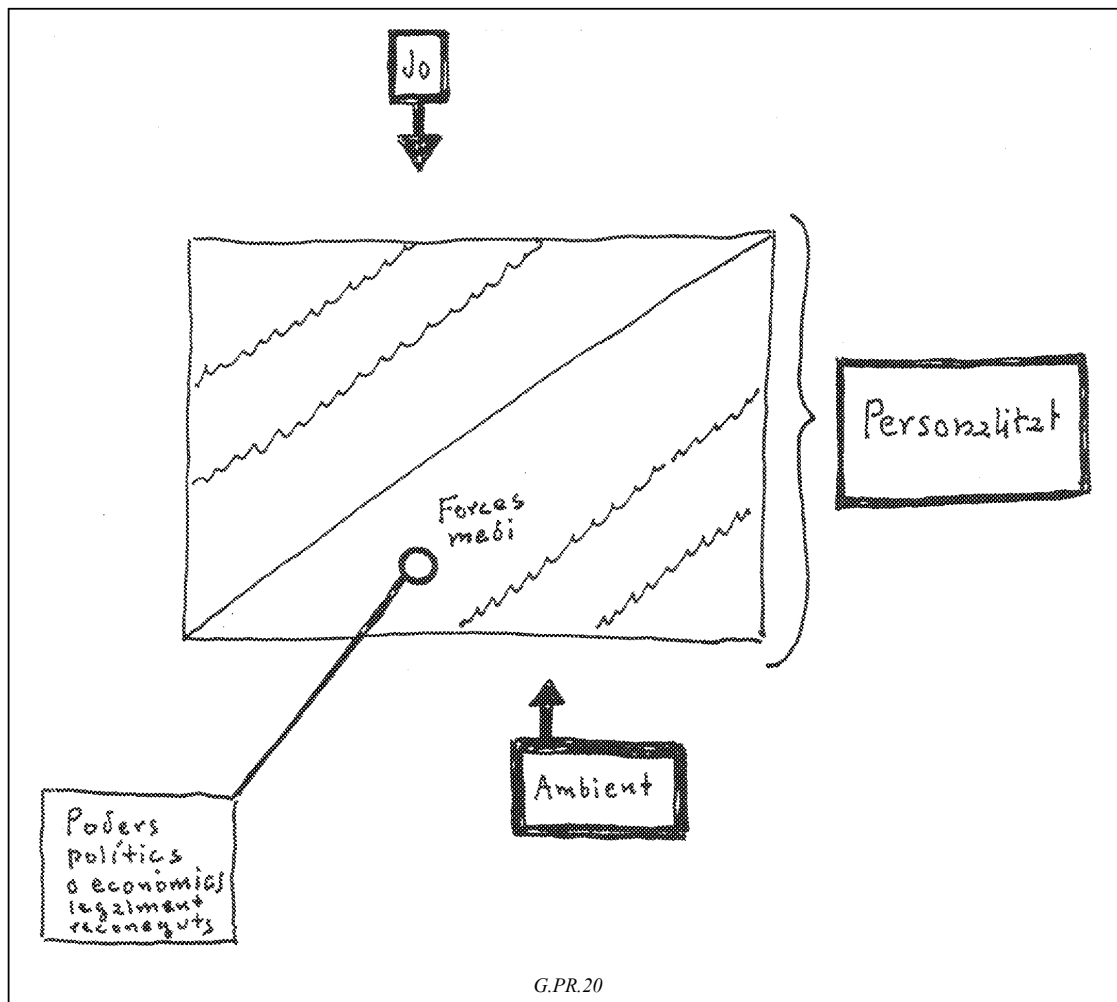 Jo
Personalitat
Forces
medi
Ambient
Poders
polítics
o econòmics
legalment
reconeguts
G.PR.20